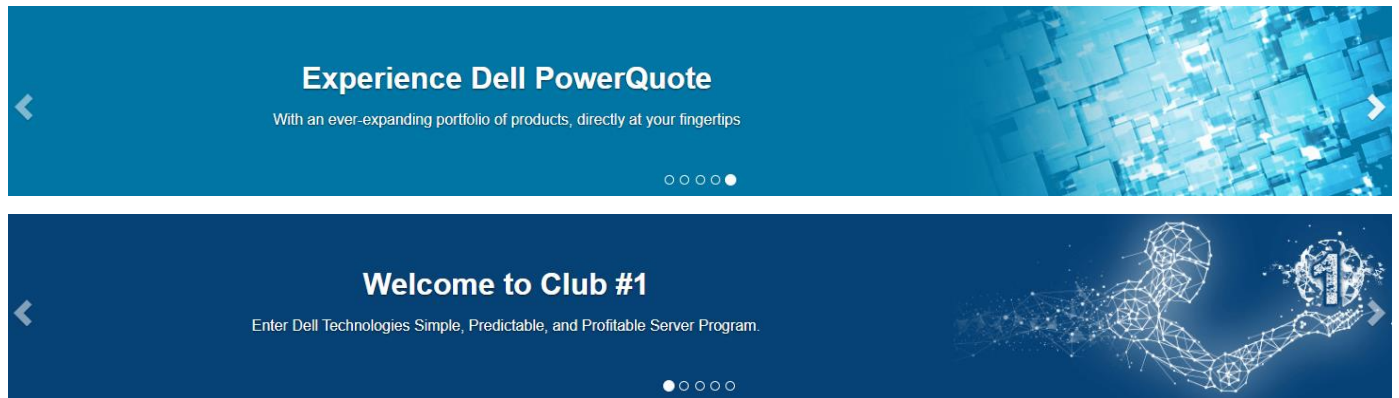 Experience Dell PowerQuote
With an ever-expanding portfolio of products, directly at your fingertips
Welcome to Club #1
Enter Dell Technologies Simple, Predictable, and Profitable Server Program.
1